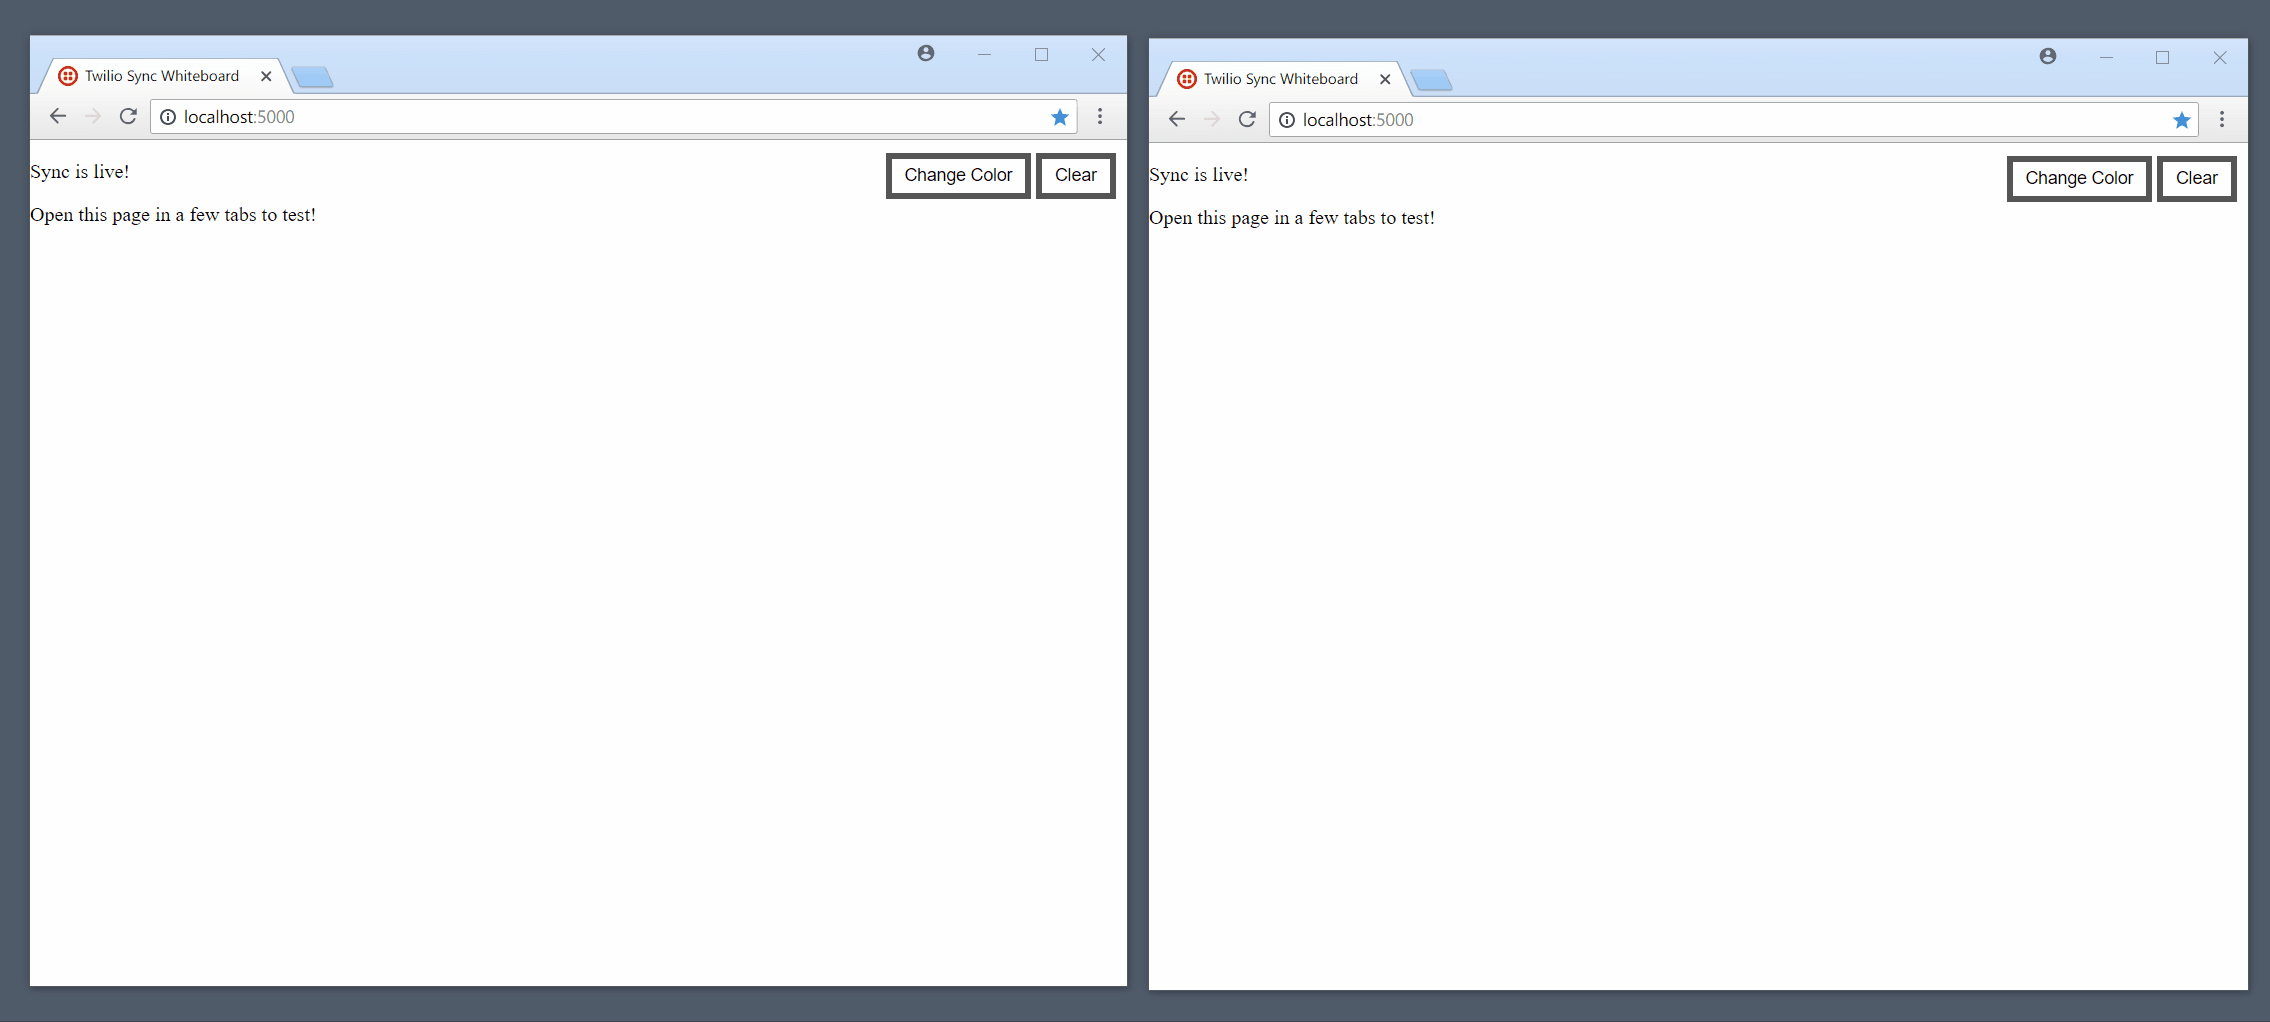 Twilio Sync Whiteboard
localhost:5000
Sync is live!
Change Color
Clear
Open this page in a few tabs to test!
Twilio Sync Whiteboard
localhost:5000
Sync is live!
Change Color
Clear
Open this page in a few tabs to test!